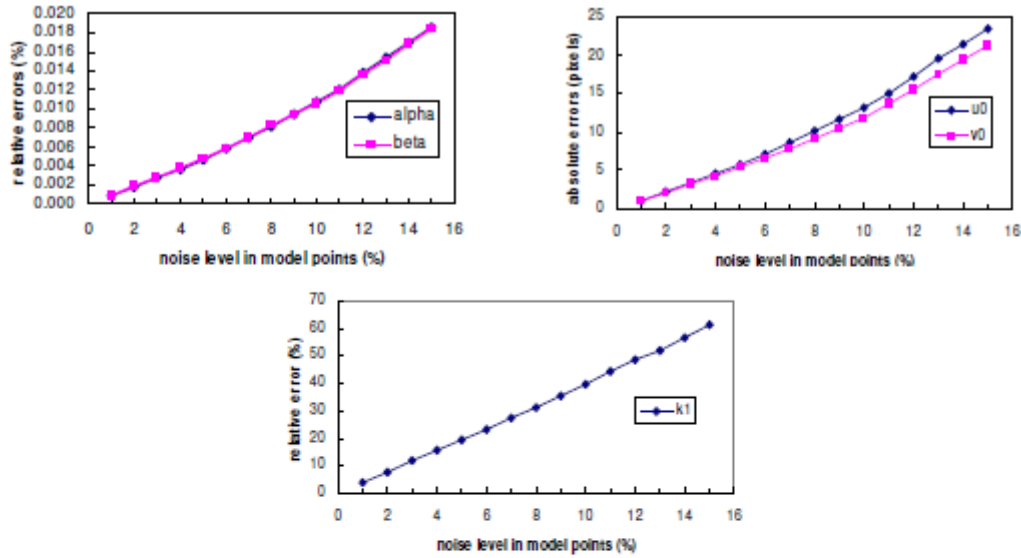 relative errors (%)
0.020
0.018
0.016
0.014
0.012
0.010
0.008
0.006
0.004
0.002
0.000
0 2 4 6 8 10 12 14 16
noise level in model points (%)
alpha
beta
absolute errors (pixels)
25
20
15
10
5
0
0 2 4 6 8 10 12 14 16
noise level in model points (%)
u0
v0
relative error (%)
70
60
50
40
30
20
10
0
0 2 4 6 8 10 12 14 16
noise level in model points (%)
k1